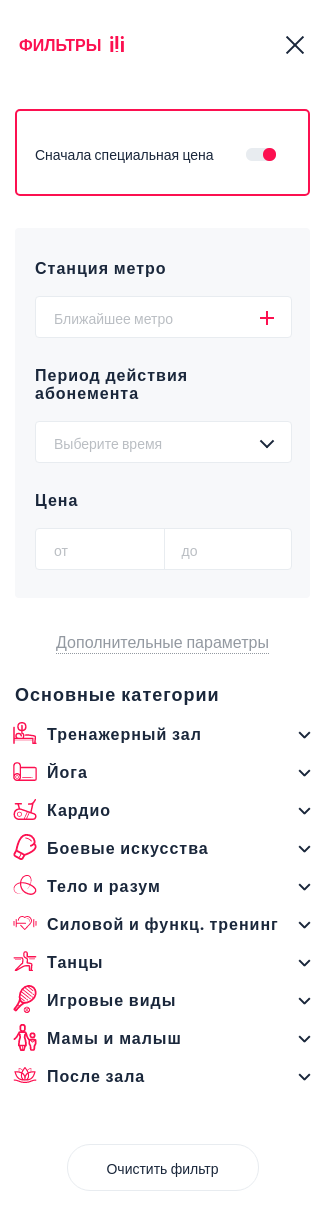 ФИЛЬТРЫ
Сначала специальная цена
Станция метро
Ближайшее метро
Период действия
абонемента
Выберите время
Цена
от до
Дополнительные параметры
Основные категории
Тренажерный зал
Йога
Кардио
Боевые искусства
Тело и разум
Силовой и функц. тренинг
Танцы
Игровые виды
Мамы и малыш
После зала
Очистить фильтр